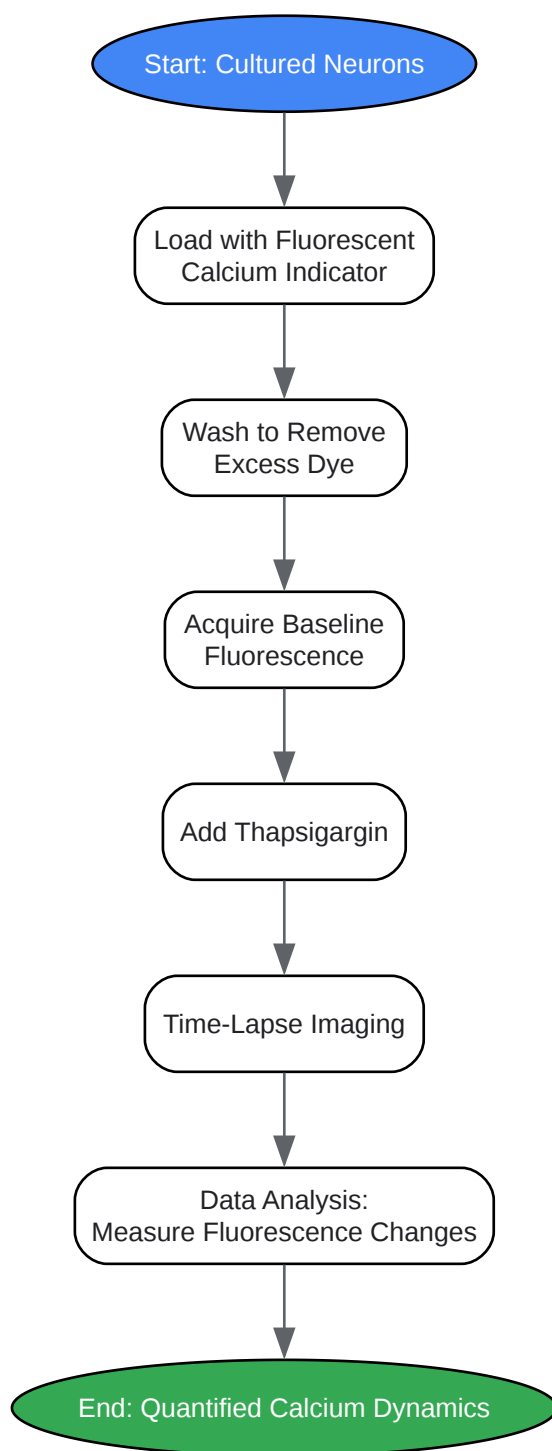 Start: Cultured Neurons
Load with Fluorescent
Calcium Indicator
Wash to Remove
Excess Dye
Acquire Baseline
Fluorescence
Add Thapsigargin
Time-Lapse Imaging
Data Analysis:
Measure Fluorescence Changes
End: Quantified Calcium Dynamics